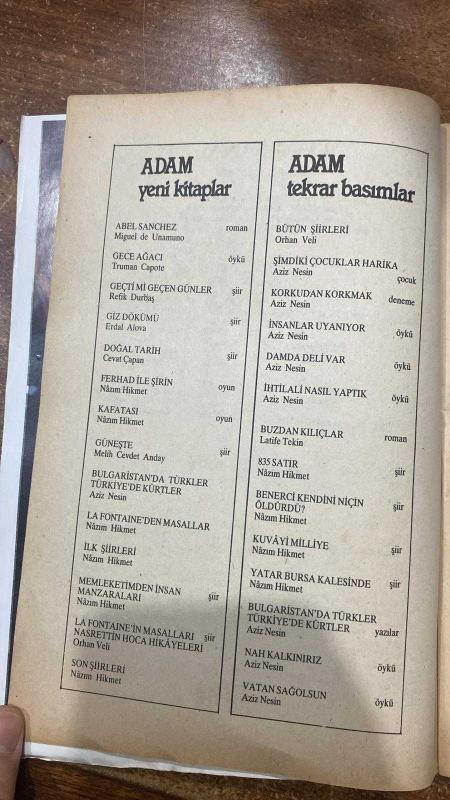 ADAM
yeni kitaplar
ABEL SANCHEZ roman
Miguel de Unamuno
GECE AĞACI öykü
Truman Capote
GEÇTİ Mİ GEÇEN GÜNLER şiir
Refik Durbaş
GİZ DÖKÜMÜ şiir
Erdal Alova
DOĞAL TARİH şiir
Cevat Çapan
FERHAD İLE ŞİRİN oyun
Nâzım Hikmet
KAFATASI oyun
Nâzım Hikmet
GÜNEŞTE şiir
Melih Cevdet Anday
BULGARİSTAN'DA TÜRKLER
TÜRKİYE'DE KÜRTLER
Aziz Nesin
LA FONTAINE'DEN MASALLAR
Nâzım Hikmet
İLK ŞİİRLERİ
Nâzım Hikmet
MEMLEKETİMDEN İNSAN şiir
MANZARALARI
Nâzım Hikmet
LA FONTAINE'İN MASALLARI şiir
NASRETTİN HOCA HİKÂYELERİ
Orhan Veli
SON ŞİİRLERİ
Nâzım Hikmet
ADAM
tekrar basımlar
BÜTÜN ŞİİRLERİ
Orhan Veli
ŞİMDİKİ ÇOCUKLAR HARİKA
Aziz Nesin çocuk
KORKUDAN KORKMAK deneme
Aziz Nesin
İNSANLAR UYANIYOR öykü
Aziz Nesin
DAMDA DELİ VAR öykü
Aziz Nesin
İHTİLALİ NASIL YAPTIK öykü
Aziz Nesin
BUZDAN KILIÇLAR roman
Latife Tekin
835 SATIR şiir
Nâzım Hikmet
BENERCİ KENDİNİ NİÇİN şiir
ÖLDÜRDÜ?
Nâzım Hikmet
KUVÂYİ MİLLİYE şiir
Nâzım Hikmet
YATAR BURSA KALESİNDE şiir
Nâzım Hikmet
BULGARİSTAN'DA TÜRKLER
TÜRKİYE'DE KÜRTLER yazılar
Aziz Nesin
NAH KALKINIRIZ öykü
Aziz Nesin
VATAN SAĞOLSUN öykü
Aziz Nesin